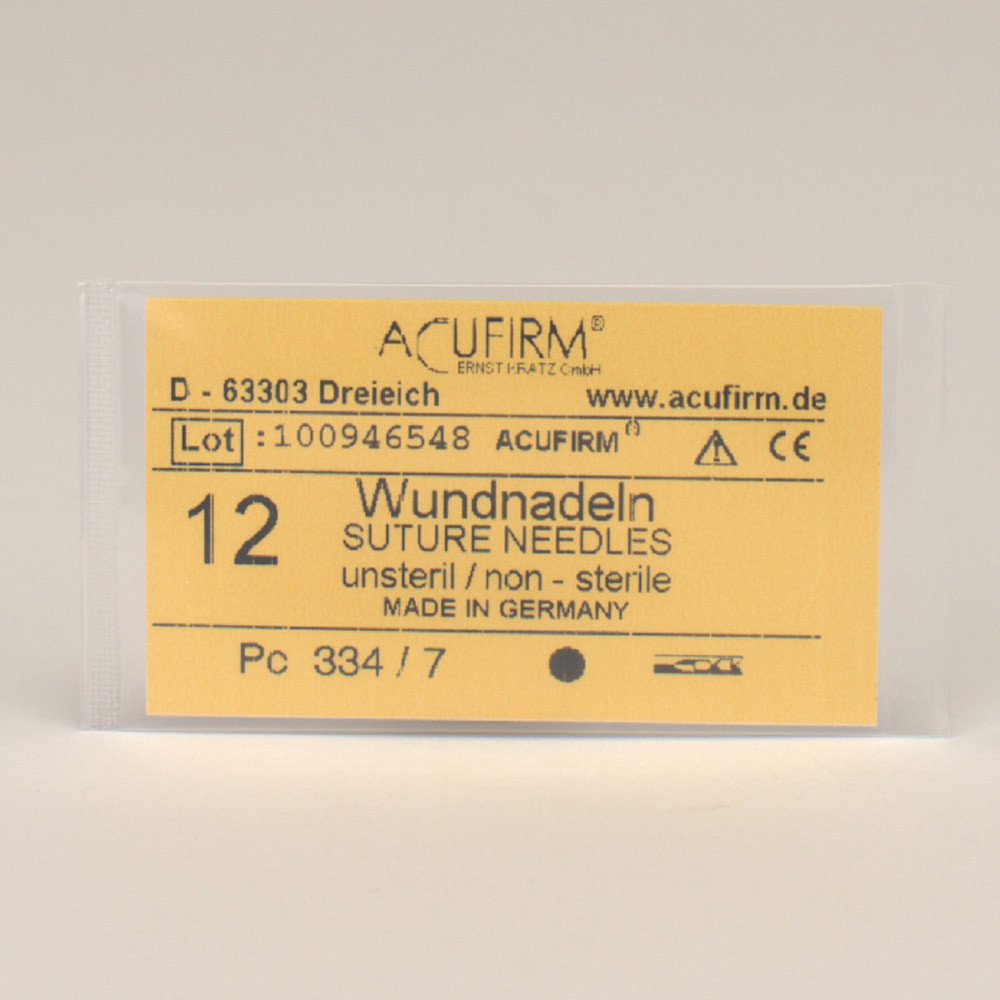 ACUFIRM®
ERNST KRATZ GmbH
D - 63303 Dreieich www.acufirm.de
Lot :100946548 ACUFIRM® ⚠ CE
12 Wundnadeln
SUTURE NEEDLES
unsteril / non - sterile
MADE IN GERMANY
Pc 334 / 7